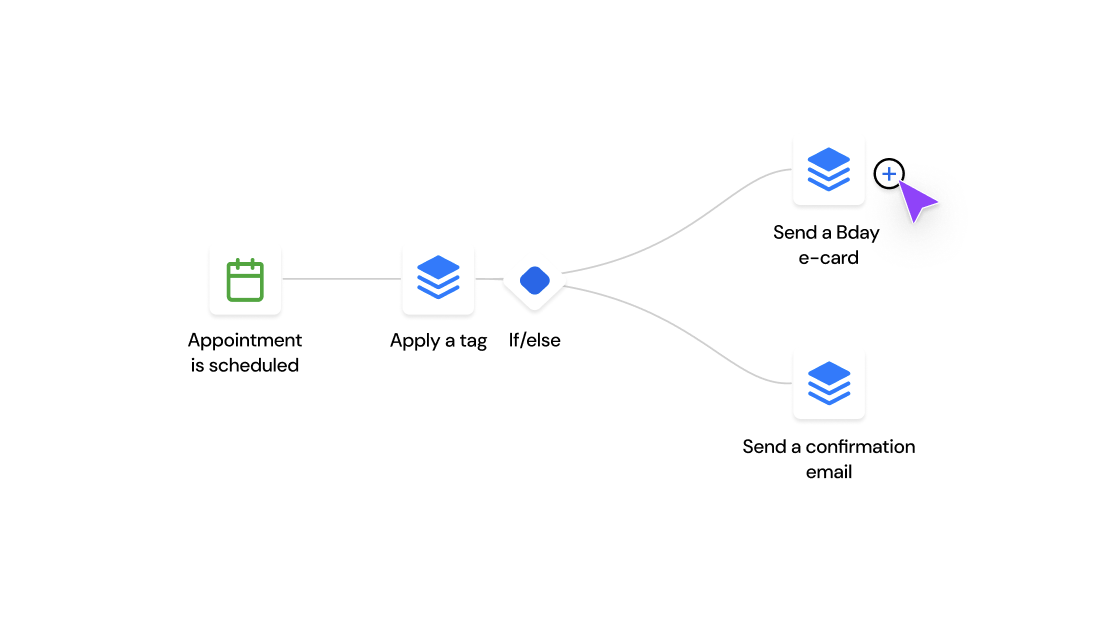 Send a Bday
e-card
Appointment
is scheduled
Apply a tag
If/else
Send a confirmation
email